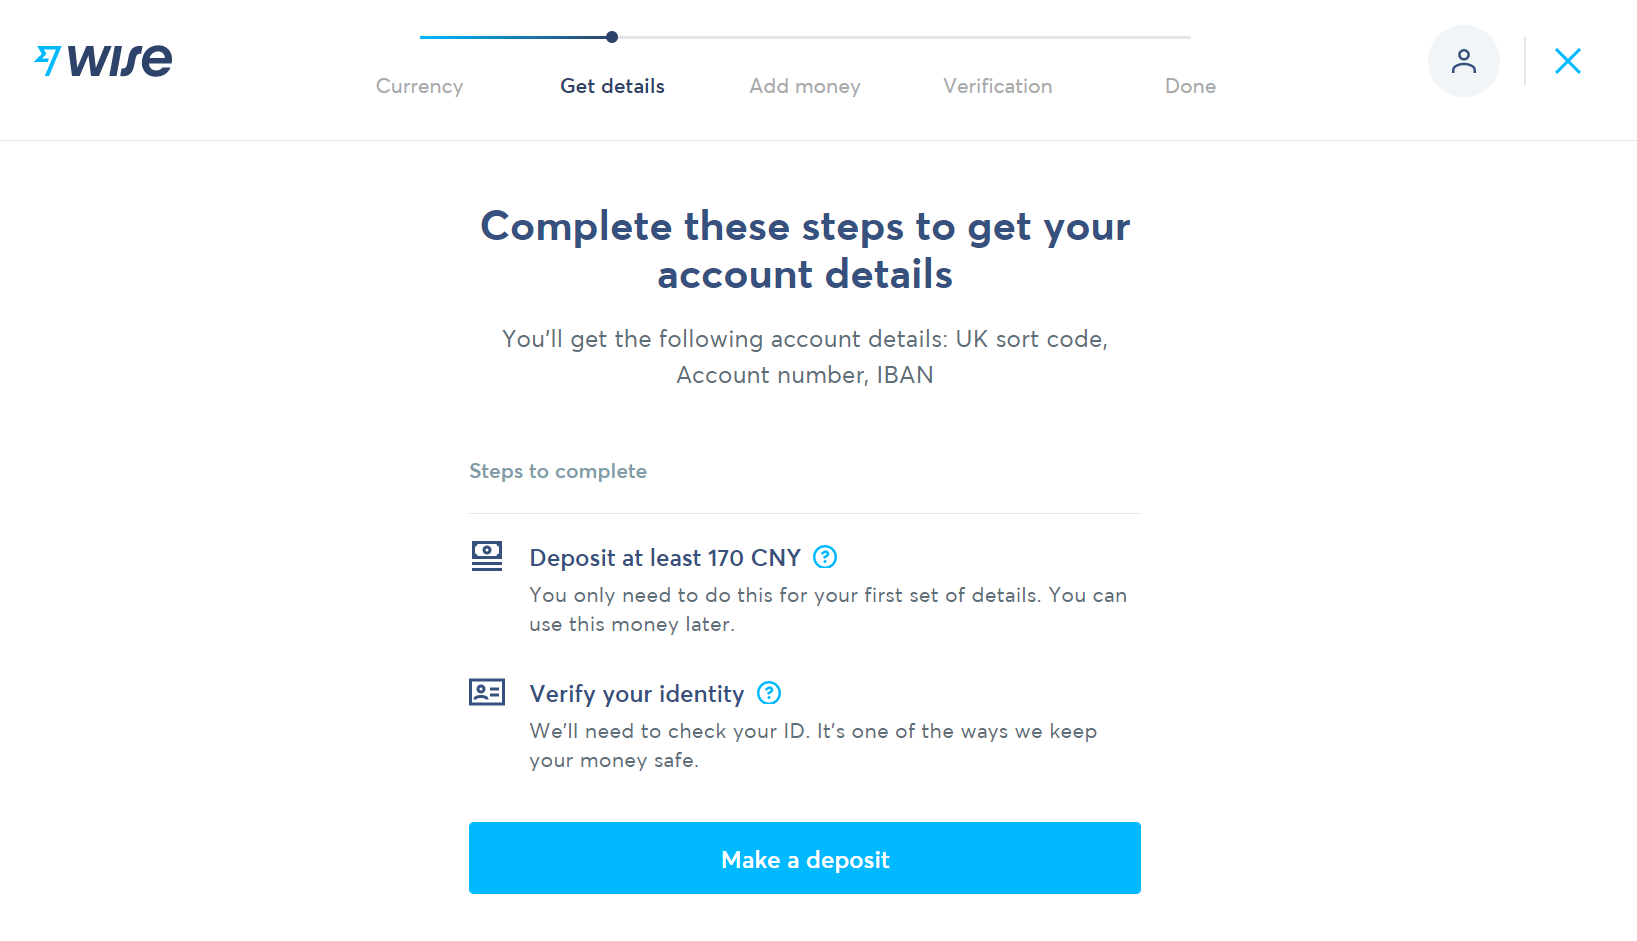 wise
Currency
Get details
Add money
Verification
Done
Complete these steps to get your
account details
You'll get the following account details: UK sort code,
Account number, IBAN
Steps to complete
Deposit at least 170 CNY ?
You only need to do this for your first set of details. You can
use this money later.
Verify your identity ?
We'll need to check your ID. It's one of the ways we keep
your money safe.
Make a deposit